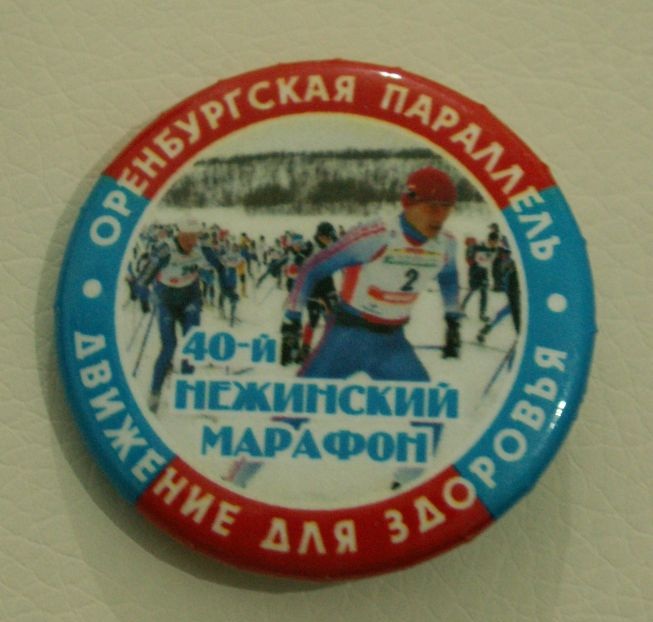 ОРЕНБУРГСКАЯ ПАРАЛЛЕЛЬ
2
40-й
НЕЖИНСКИЙ
МАРАФОН
ДВИЖЕНИЕ ДЛЯ ЗДОРОВЬЯ